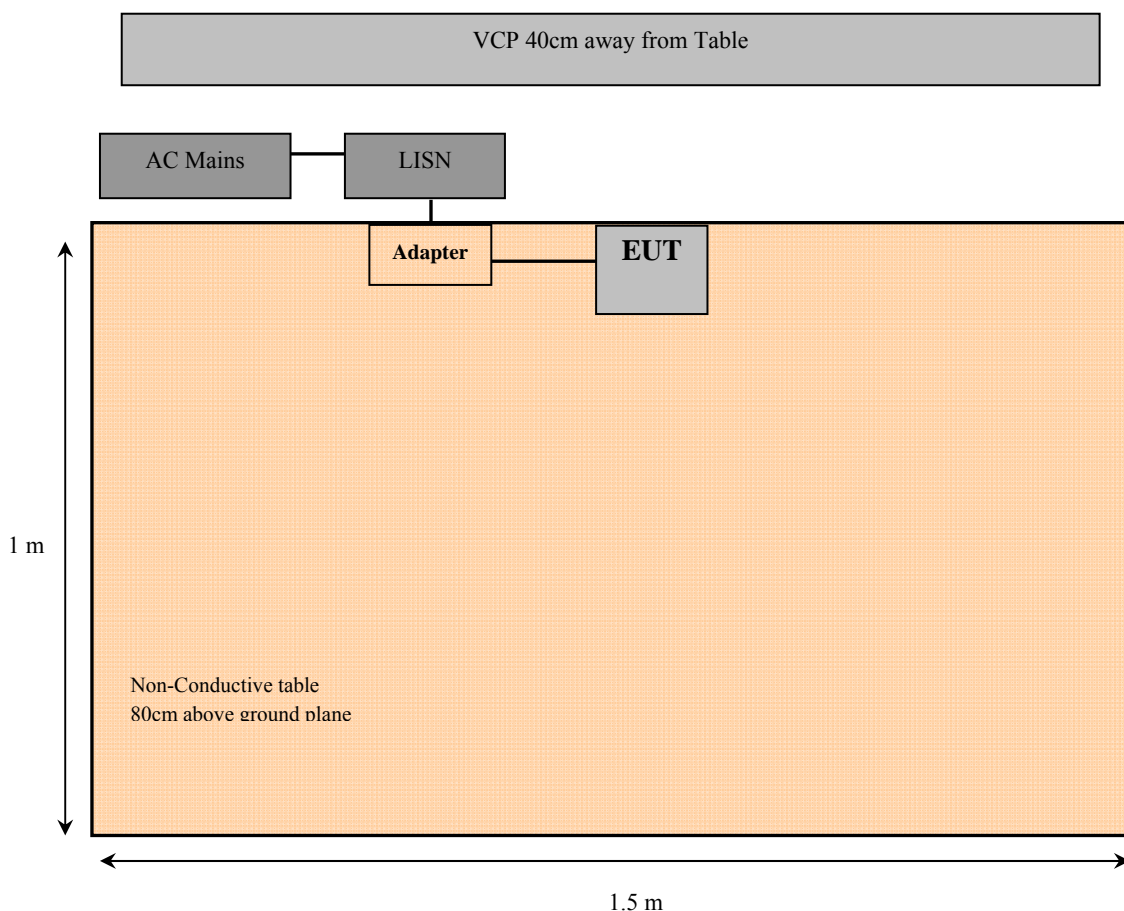 VCP 40cm away from Table
AC Mains
LISN
Adapter
EUT
1 m
Non-Conductive table
80cm above ground plane
1.5 m